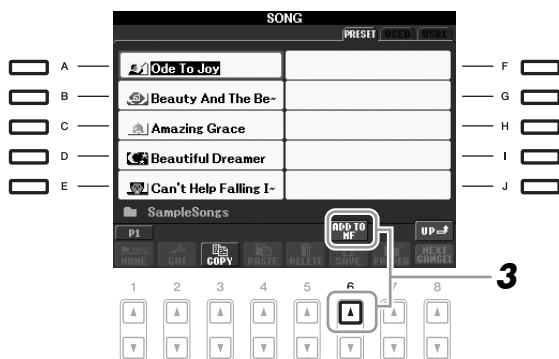 SONG
PRESET USER USB1
A Ode To Joy F
B Beauty And The Be~ G
C Amazing Grace H
D Beautiful Dreamer I
E Can't Help Falling I~ J
SampleSongs
P1 ADD TO MF UP
NAME CUT COPY PASTE DELETE SAVE FOLDER NEXT CANCEL
3
1 2 3 4 5 6 7 8